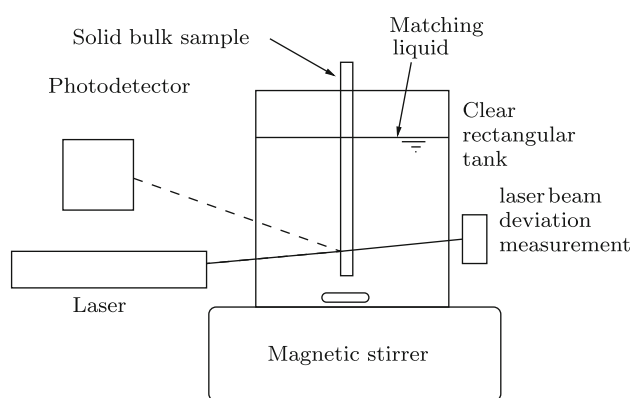 Solid bulk sample
Matching
liquid
Photodetector
Clear
rectangular
tank
laser beam
deviation
measurement
Laser
Magnetic stirrer